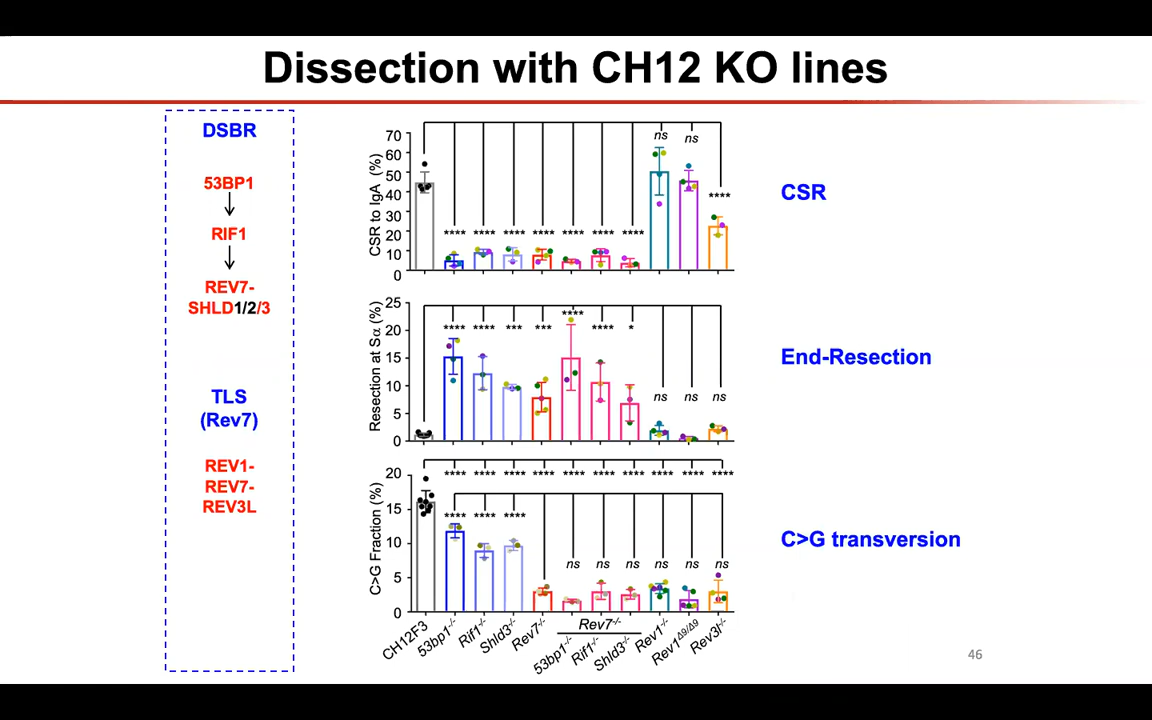 Dissection with CH12 KO lines
DSBR
53BP1
RIF1
REV7-
SHLD1/2/3
TLS
(Rev7)
REV1-
REV7-
REV3L
CSR to IgA (%)
70
60
50
40
30
20
10
0
**** **** **** **** **** **** **** ns ns ****
CSR
Resection at Sα (%)
25
20
15
10
5
0
**** **** *** *** **** **** * ns ns ns
End-Resection
C>G Fraction (%)
20
15
10
5
0
**** **** **** **** **** **** **** **** **** ****
**** **** **** ns ns ns ns ns ns
C>G transversion
CH12F3
53bp1-/-
Rif1-/-
Shld3-/-
Rev7-/-
Rev7-/-
53bp1-/-
Rif1-/-
Shld3-/-
Rev1-/-
Rev1Δ9/Δ9
Rev3l-/-
46